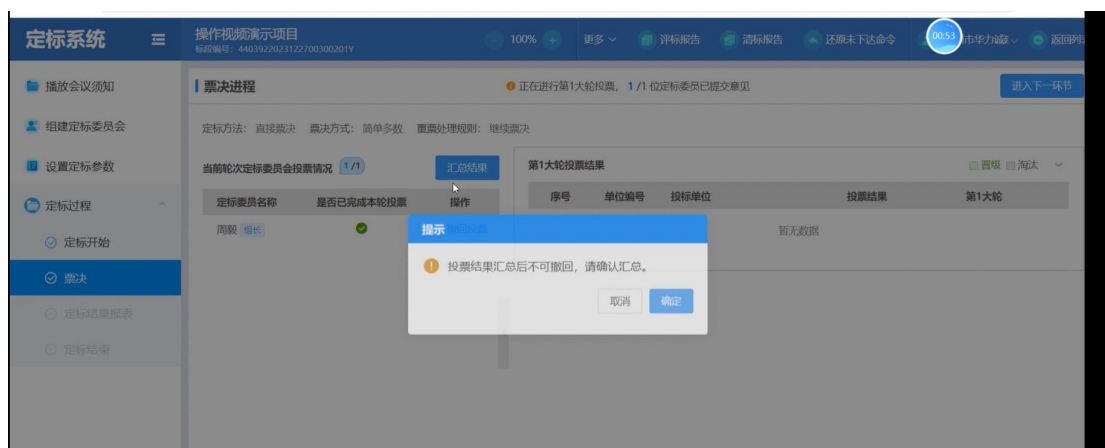 定标系统
操作视频演示项目
标段编号：44039220231227003002​01Y
100%
更多
评标报告
清标报告
还原未下达命令
00:53
播放会议须知
组建定标委员会
设置定标参数
定标过程
定标开始
票决
定标结果报表
定标结束
票决进程
正在进行第1大轮投票，1 /1 位定标委员已提交意见
进入下一环节
定标方法：直接票决 票决方式：简单多数 重票处理规则：继续票决
当前轮次定标委员会投票情况 1 /1
汇总结果
定标委员名称 是否已完成本轮投票 操作
周毅 组长
第1大轮投票结果
晋级 淘汰
序号 单位编号 投标单位 投票结果 第1大轮
暂无数据
提示
投票结果汇总后不可撤回，请确认汇总。
取消 确定